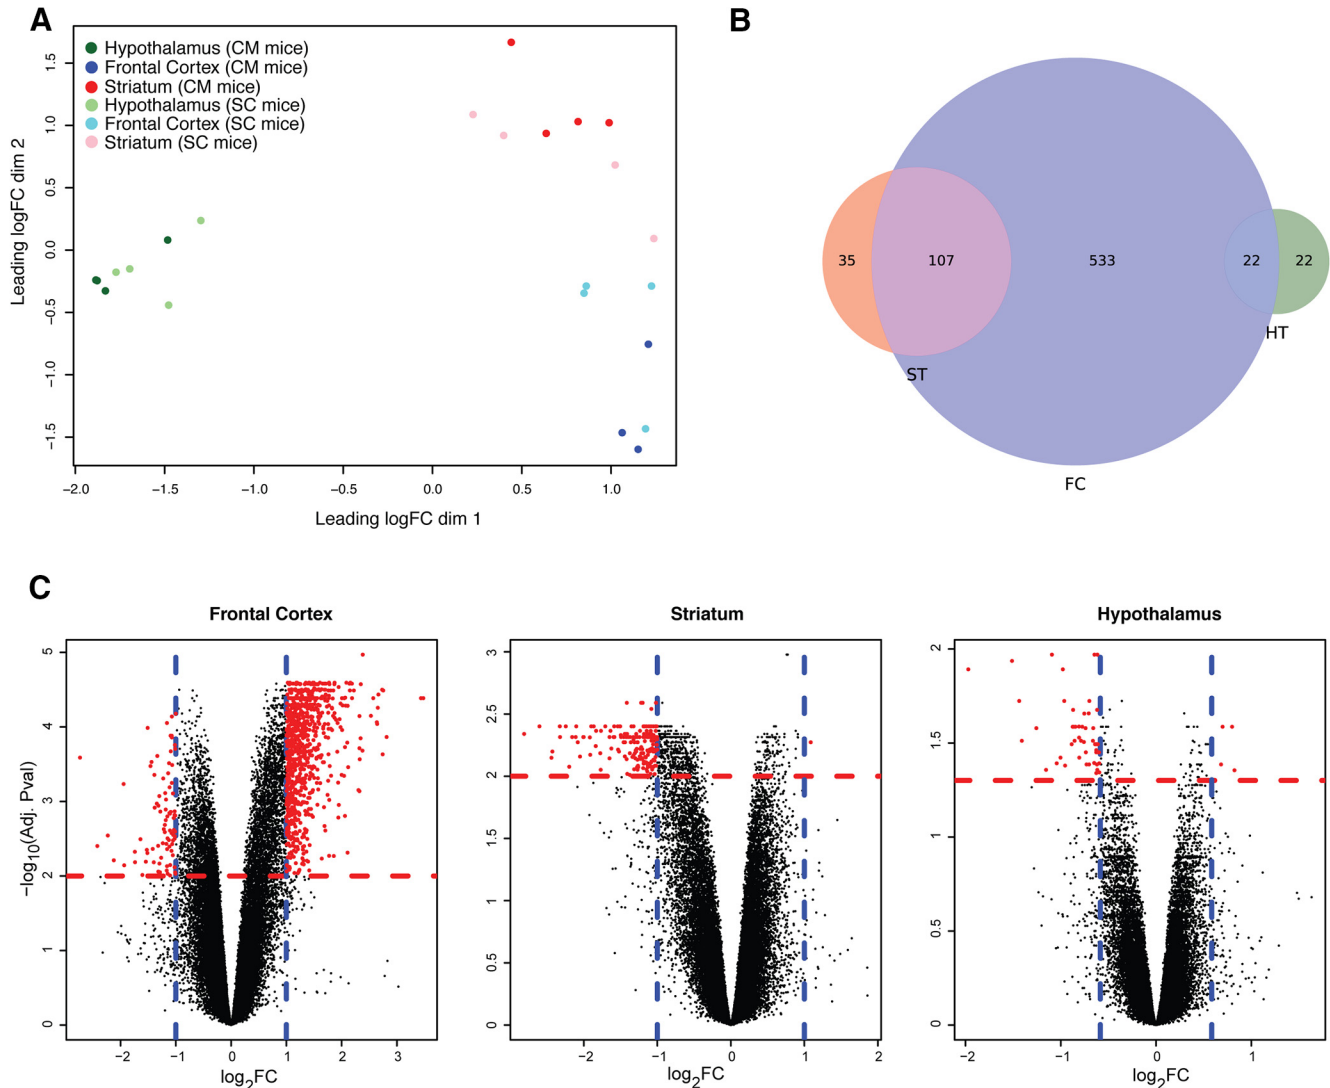 A
Hypothalamus (CM mice)
Frontal Cortex (CM mice)
Striatum (CM mice)
Hypothalamus (SC mice)
Frontal Cortex (SC mice)
Striatum (SC mice)
Leading logFC dim 2
1.5
1.0
0.5
0.0
−0.5
−1.0
−1.5
−2.0 −1.5 −1.0 −0.5 0.0 0.5 1.0
Leading logFC dim 1
B
35 107 533 22 22
HT
ST
FC
C
Frontal Cortex
−log10(Adj. Pval)
5
4
3
2
1
0
−2 −1 0 1 2 3
log2FC
Striatum
3
2.5
2
1.5
1
0.5
0
−2 −1 0 1 2
log2FC
Hypothalamus
2
1.5
1
0.5
0
−2 −1 0 1
log2FC